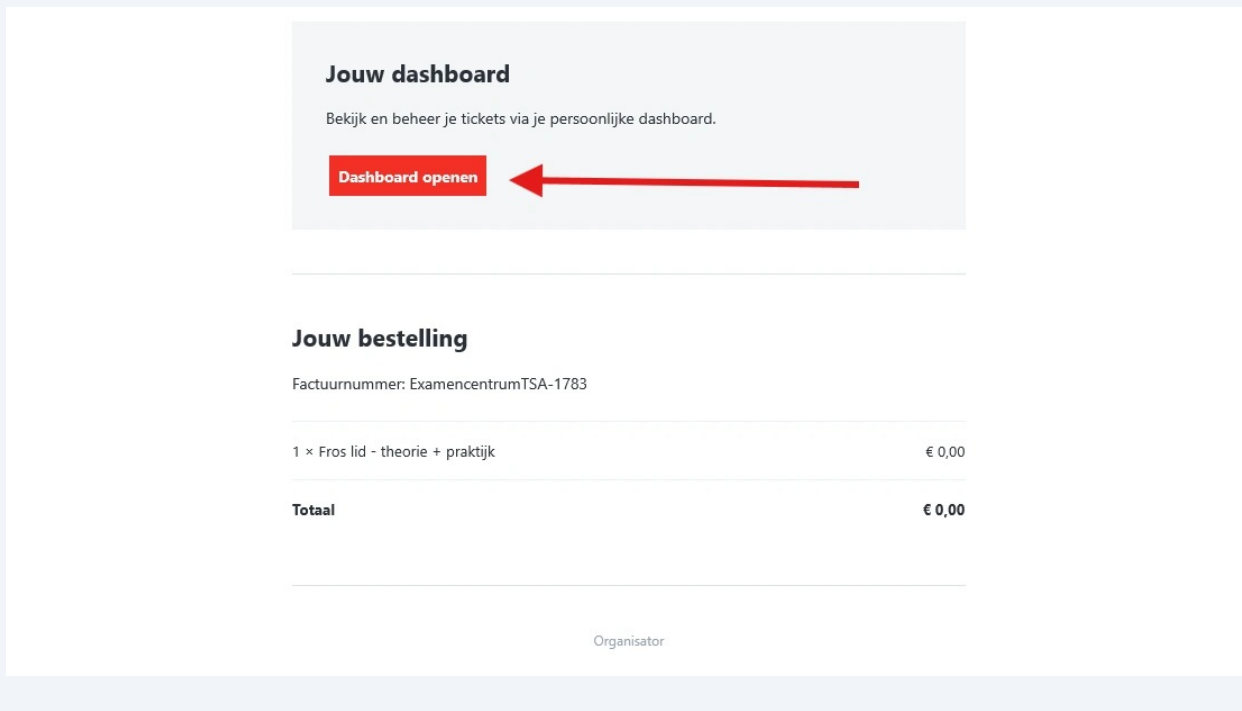 Jouw dashboard
Bekijk en beheer je tickets via je persoonlijke dashboard.
Dashboard openen
Jouw bestelling
Factuurnummer: ExamencentrumTSA-1783
1 × Fros lid - theorie + praktijk € 0,00
Totaal € 0,00
Organisator